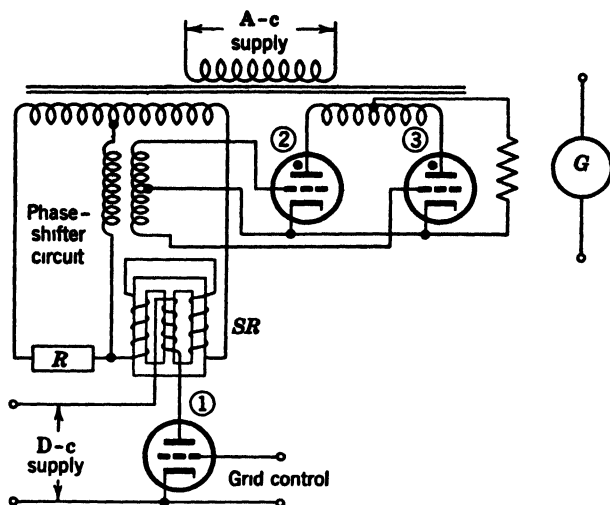 A-c
supply
②
③
G
Phase-
shifter
circuit
SR
R
①
D-c
supply
Grid control